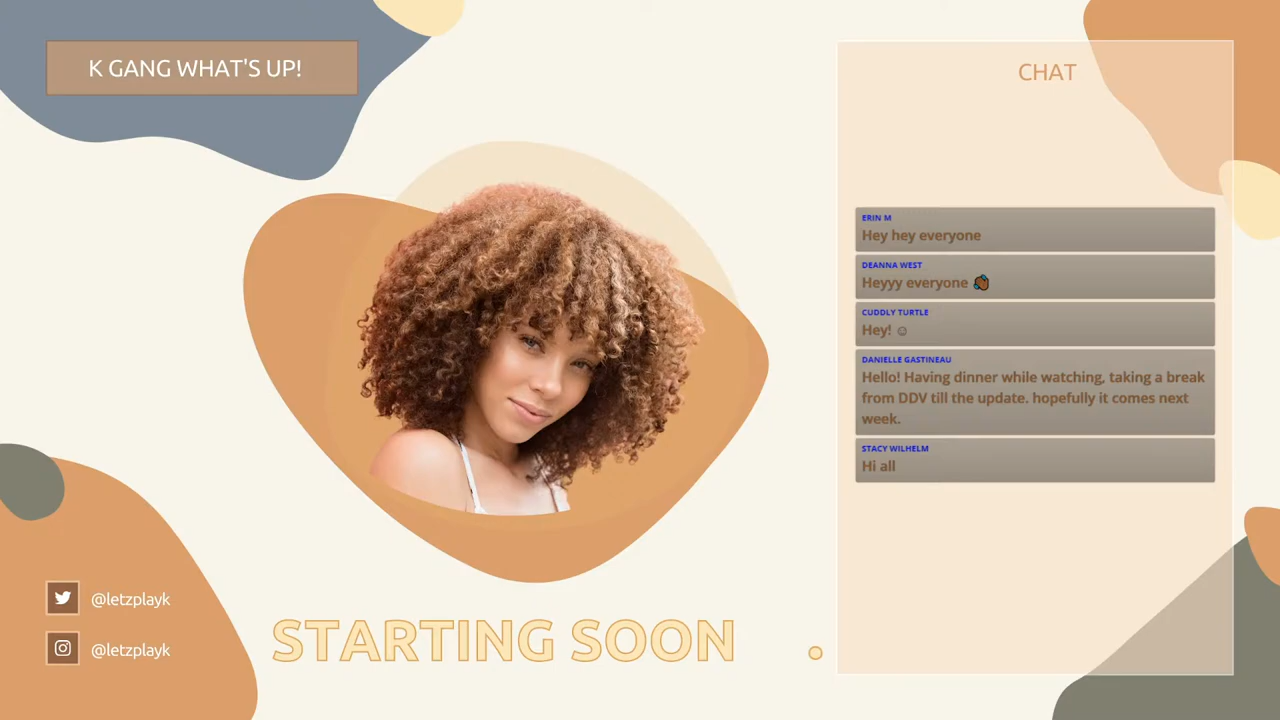 K GANG WHAT'S UP!
CHAT
ERIN M
Hey hey everyone
DEANNA WEST
Heyyy everyone 👋🏾
CUDDLY TURTLE
Hey! ☺
DANIELLE GASTINEAU
Hello! Having dinner while watching, taking a break
from DDV till the update. hopefully it comes next
week.
STACY WILHELM
Hi all
@letzplayk
@letzplayk
STARTING SOON .